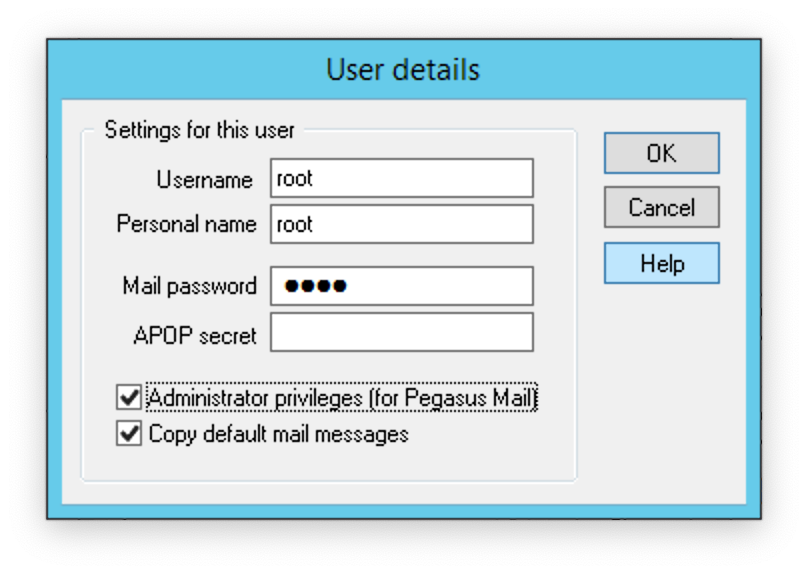 User details
Settings for this user
Username root
Personal name root
Mail password ●●●●
APOP secret
Administrator privileges (for Pegasus Mail)
Copy default mail messages
OK
Cancel
Help